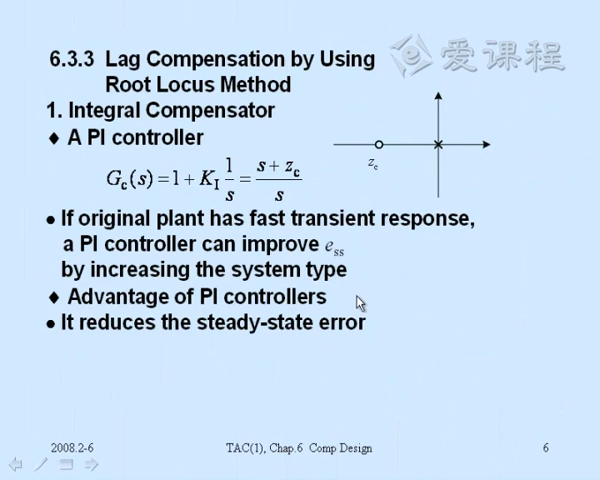 爱课程
6.3.3 Lag Compensation by Using
Root Locus Method
1. Integral Compensator
♦ A PI controller
G_c(s) = 1 + K_I 1/s = (s + z_c)/s
z_c
● If original plant has fast transient response,
a PI controller can improve e_ss
by increasing the system type
♦ Advantage of PI controllers
● It reduces the steady-state error
2008.2-6 TAC(1), Chap.6 Comp Design 6